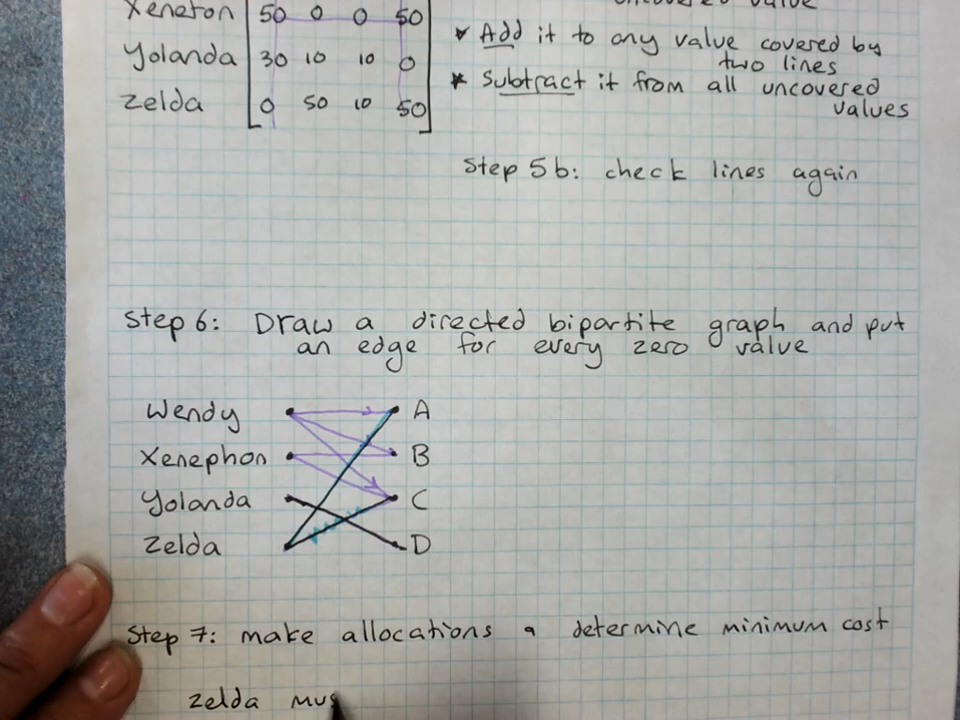 Xeneton 50 0 0 50
Yolanda 30 10 10 0
Zelda 0 50 10 50
uncovered value
* Add it to any value covered by
two lines
* Subtract it from all uncovered
values
Step 5b: check lines again
Step 6: Draw a directed bipartite graph and put
an edge for every zero value
Wendy A
Xenephon B
Yolanda C
Zelda D
Step 7: make allocations & determine minimum cost
Zelda mus